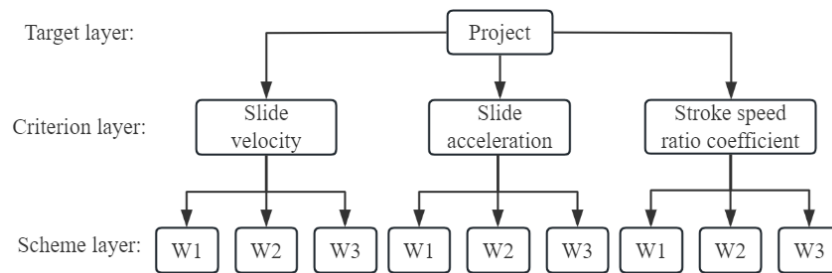 Target layer: Project
Criterion layer: Slide velocity Slide acceleration Stroke speed ratio coefficient
Scheme layer: W1 W2 W3 W1 W2 W3 W1 W2 W3